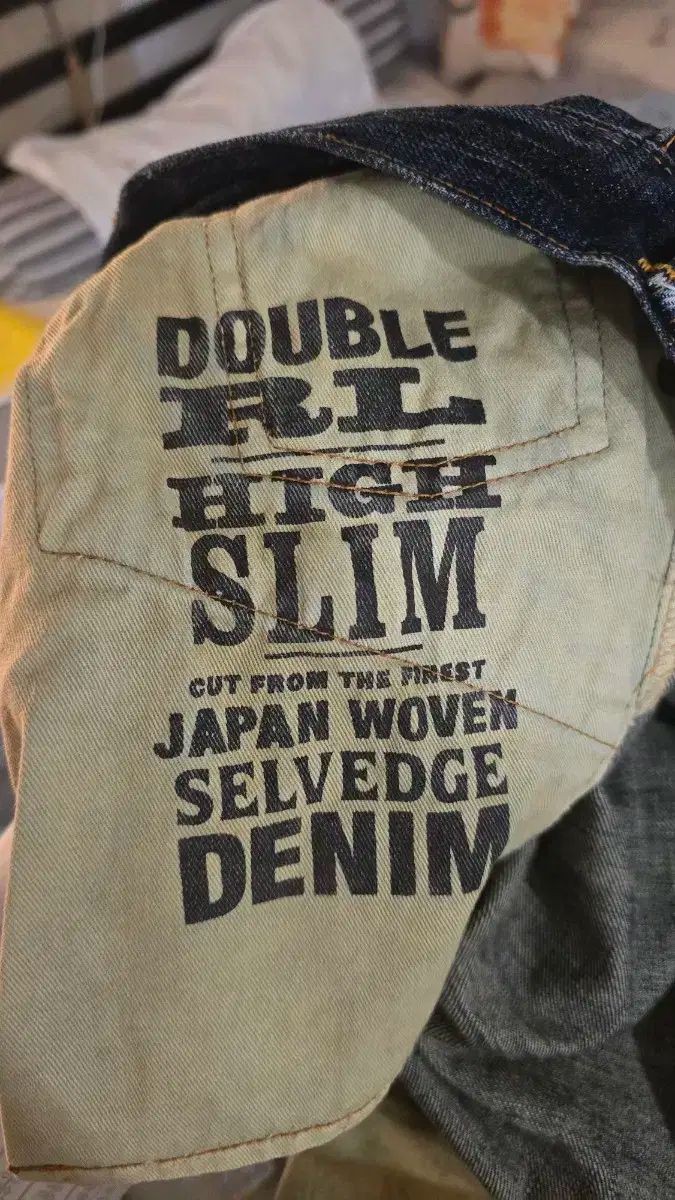 DOUBLE
RL
HIGH
SLIM
CUT FROM THE FINEST
JAPAN WOVEN
SELVEDGE
DENIM